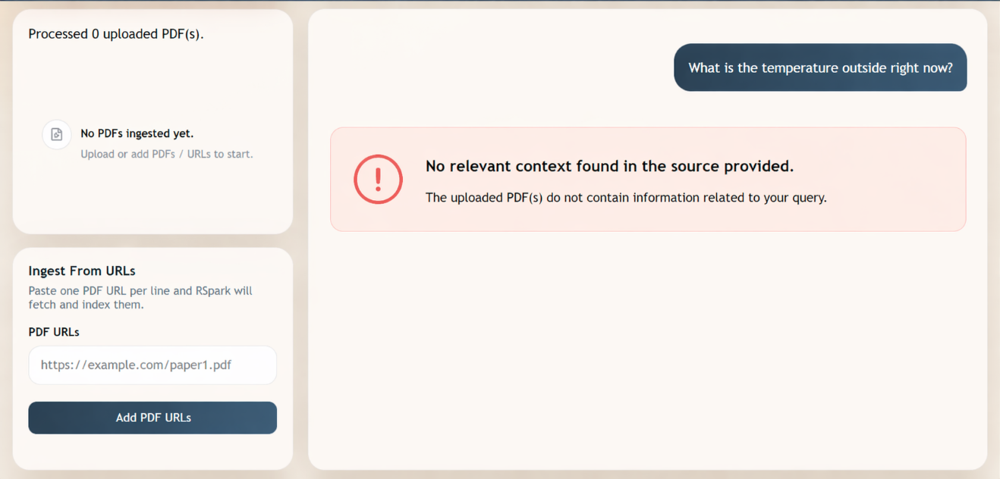 Processed 0 uploaded PDF(s).
No PDFs ingested yet.
Upload or add PDFs / URLs to start.
Ingest From URLs
Paste one PDF URL per line and RSpark will
fetch and index them.
PDF URLs
https://example.com/paper1.pdf
Add PDF URLs
What is the temperature outside right now?
No relevant context found in the source provided.
The uploaded PDF(s) do not contain information related to your query.